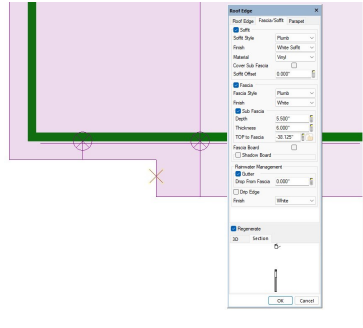 Roof Edge
Roof Edge Fascia/Soffit Parapet
Soffit
Soffit Style Plumb
Finish White Soffit
Material Vinyl
Cover Sub Fascia
Soffit Offset 0.000"
Fascia
Fascia Style Plumb
Finish White
Sub Fascia
Depth 5.500"
Thickness 6.000"
TOP to Fascia -30.125"
Fascia Board
Shadow Board
Rainwater Management
Gutter
Drop From Fascia 0.000"
Drip Edge
Finish White
Regenerate
3D Section
OK Cancel